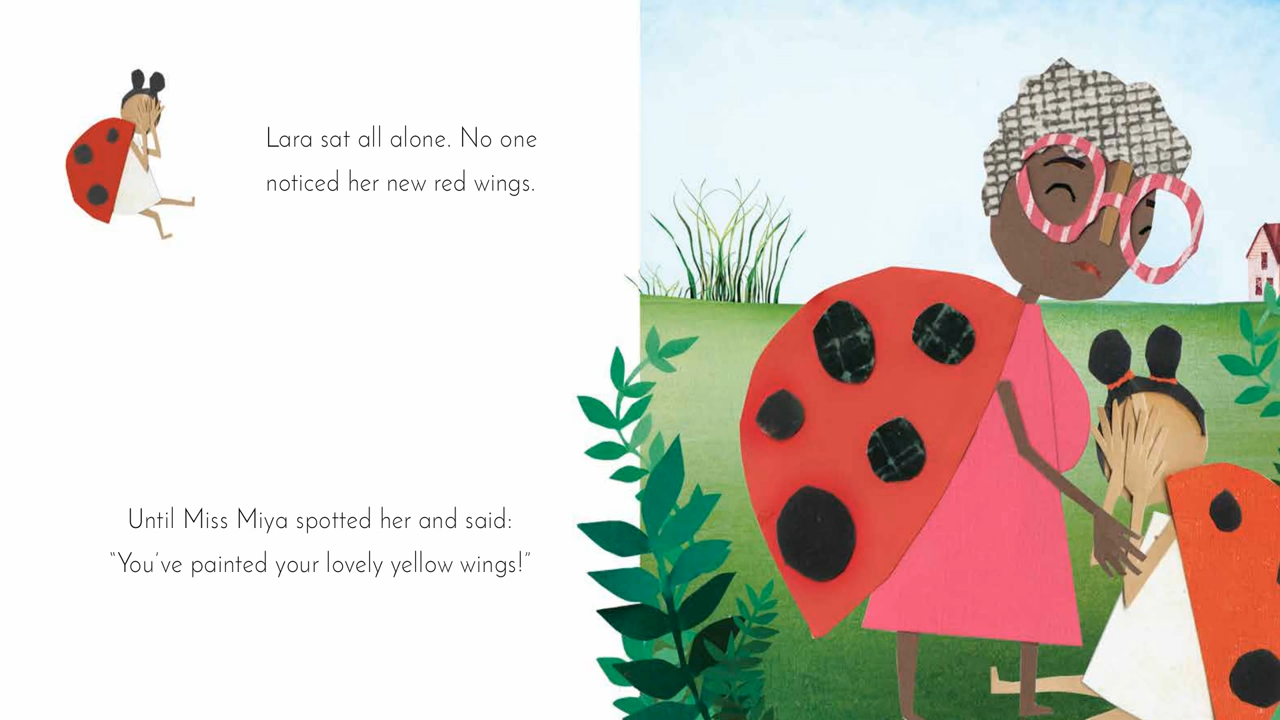 Lara sat all alone. No one
noticed her new red wings.
Until Miss Miya spotted her and said:
“You’ve painted your lovely yellow wings!”